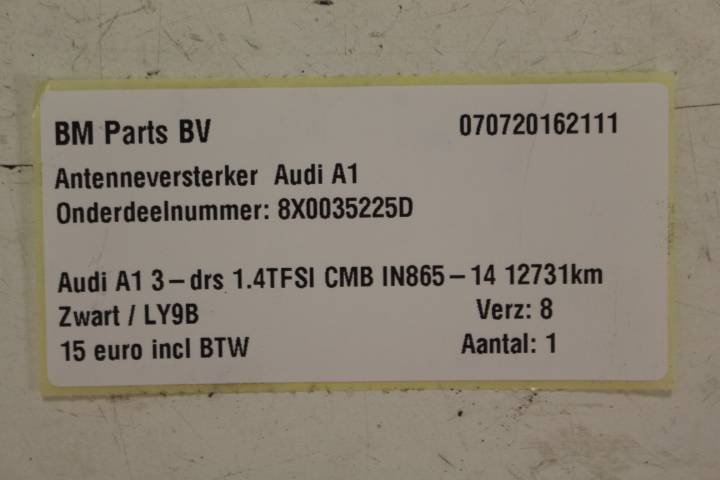 BM Parts BV 070720162111
Antenneversterker Audi A1
Onderdeelnummer: 8X0035225D
Audi A1 3-drs 1.4TFSI CMB IN865-14 12731km
Zwart / LY9B Verz: 8
15 euro incl BTW Aantal: 1